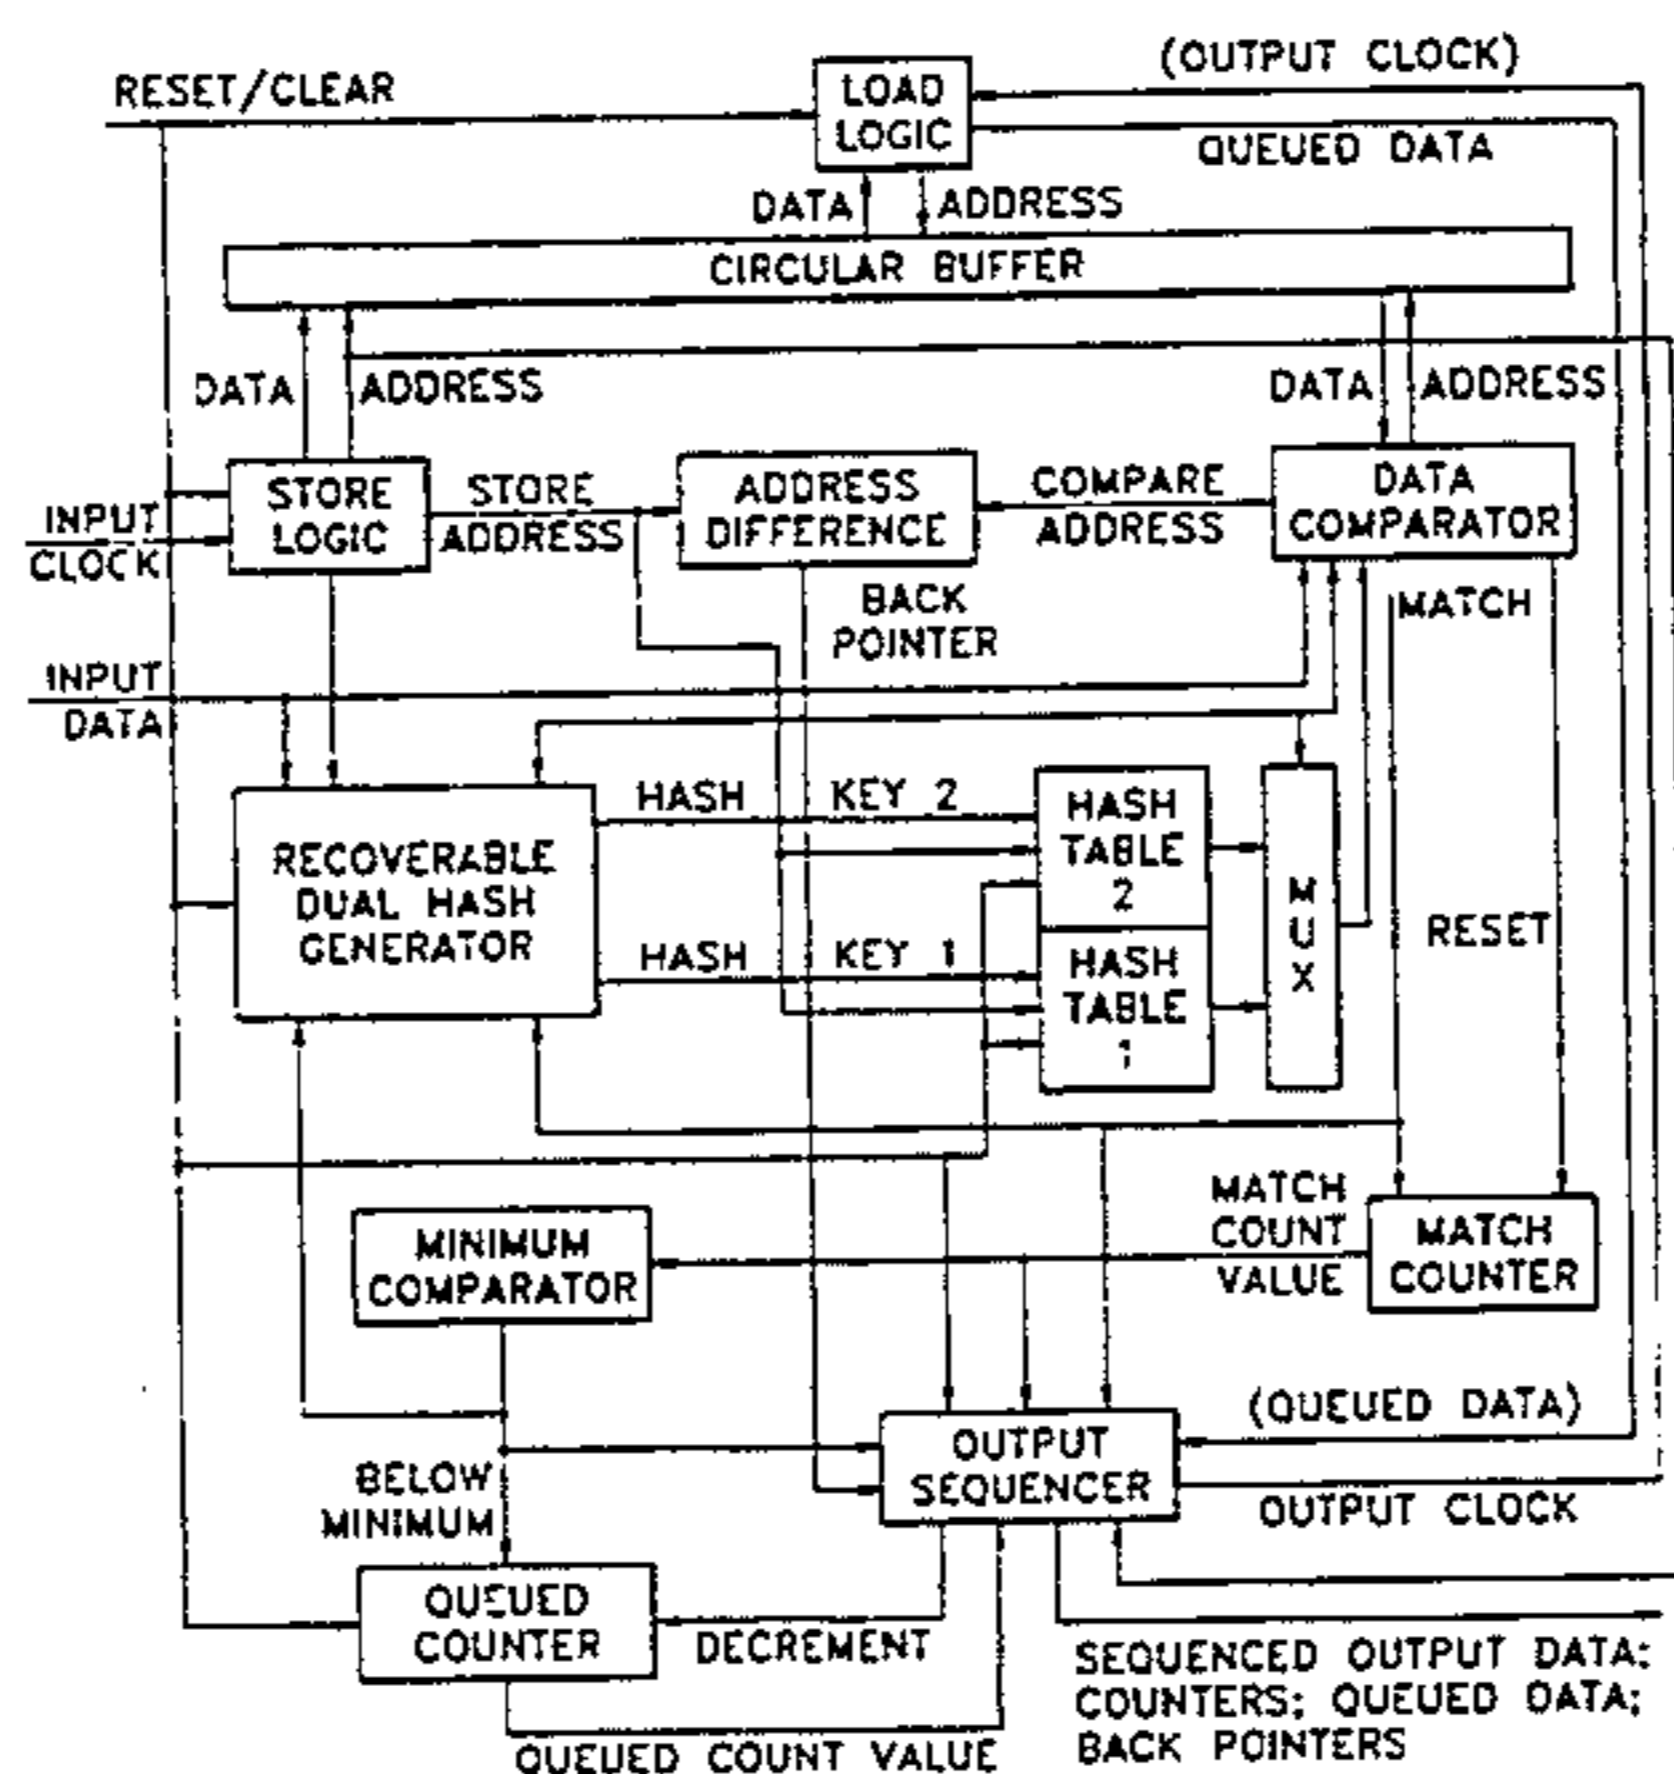 (OUTPUT CLOCK)
RESET/CLEAR
LOAD
LOGIC
QUEUED DATA
DATA
ADDRESS
CIRCULAR BUFFER
DATA
ADDRESS
DATA
ADDRESS
INPUT
CLOCK
STORE
LOGIC
STORE
ADDRESS
ADDRESS
DIFFERENCE
COMPARE
ADDRESS
DATA
COMPARATOR
BACK
POINTER
MATCH
INPUT
DATA
RECOVERABLE
DUAL HASH
GENERATOR
HASH KEY 2
HASH KEY 1
HASH
TABLE
2
HASH
TABLE
1
MUX
RESET
MINIMUM
COMPARATOR
MATCH
COUNT
VALUE
MATCH
COUNTER
(QUEUED DATA)
OUTPUT
SEQUENCER
OUTPUT CLOCK
BELOW
MINIMUM
QUEUED
COUNTER
DECREMENT
QUEUED COUNT VALUE
SEQUENCED OUTPUT DATA;
COUNTERS; QUEUED DATA;
BACK POINTERS